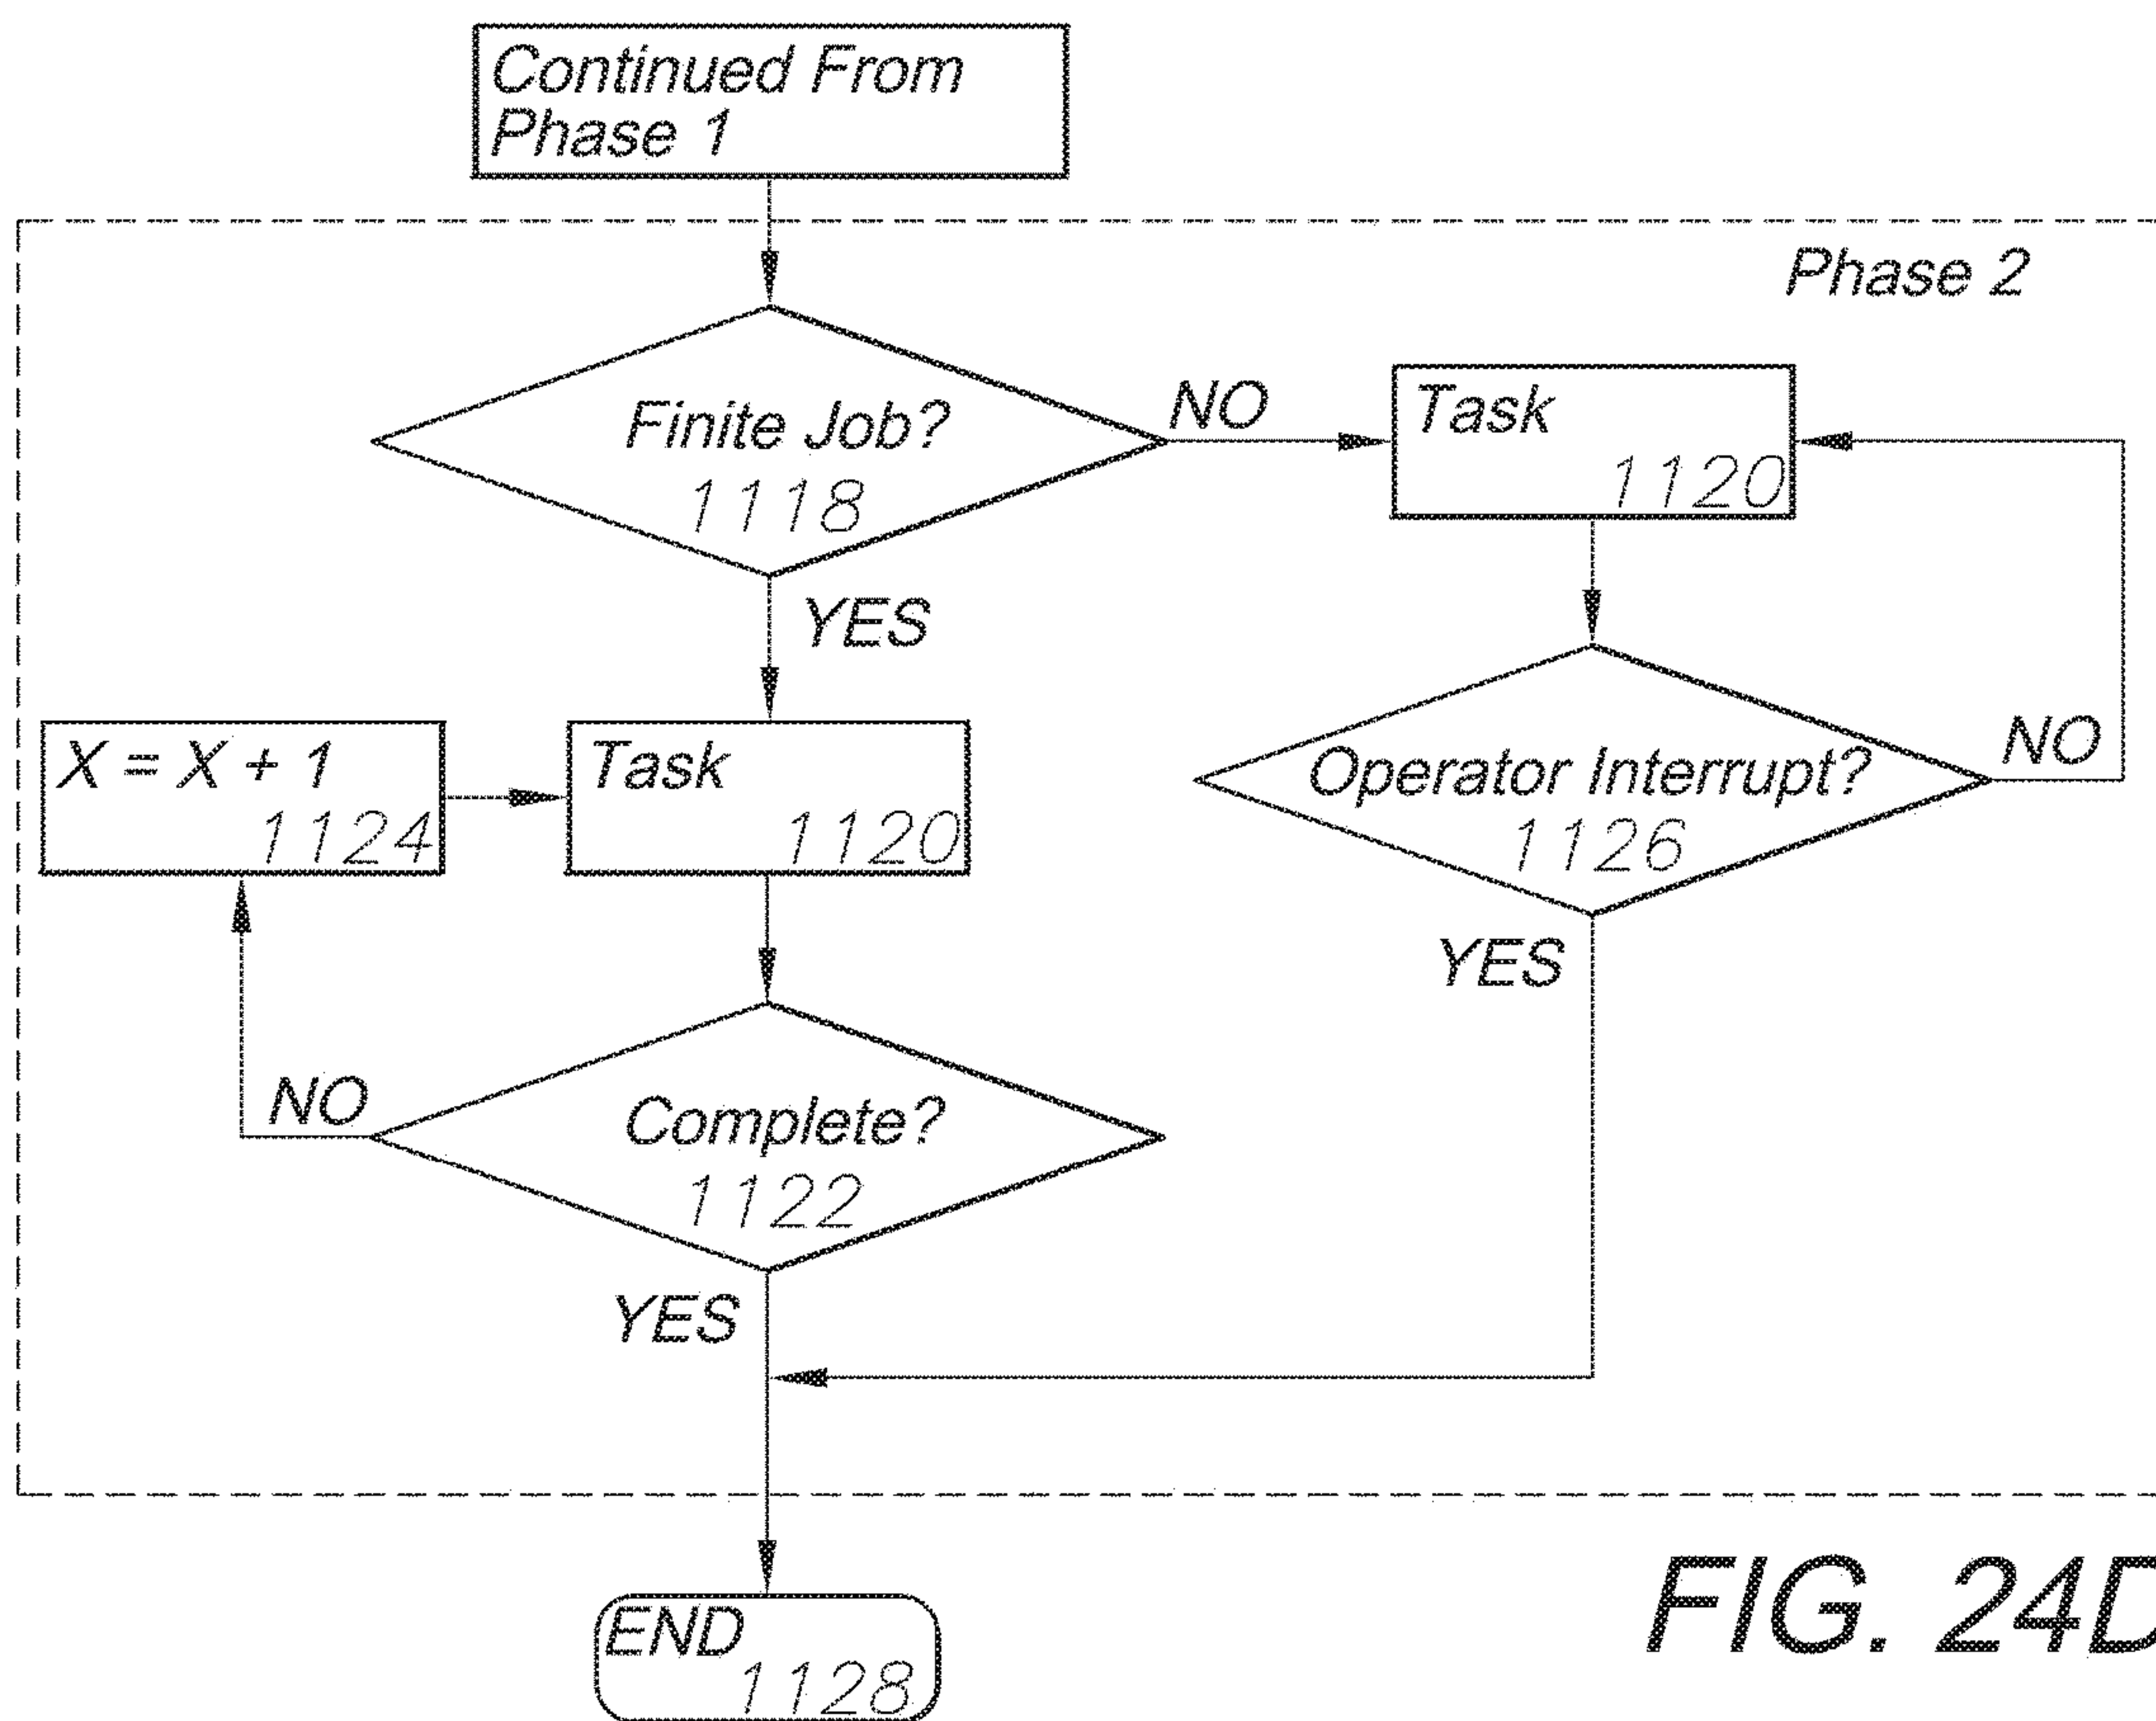 Continued From
Phase 1
Phase 2
Finite Job?
1118
NO
Task
1120
YES
X = X + 1
1124
Task
1120
Operator Interrupt?
1126
NO
YES
NO
Complete?
1122
YES
END
1128
FIG. 24D